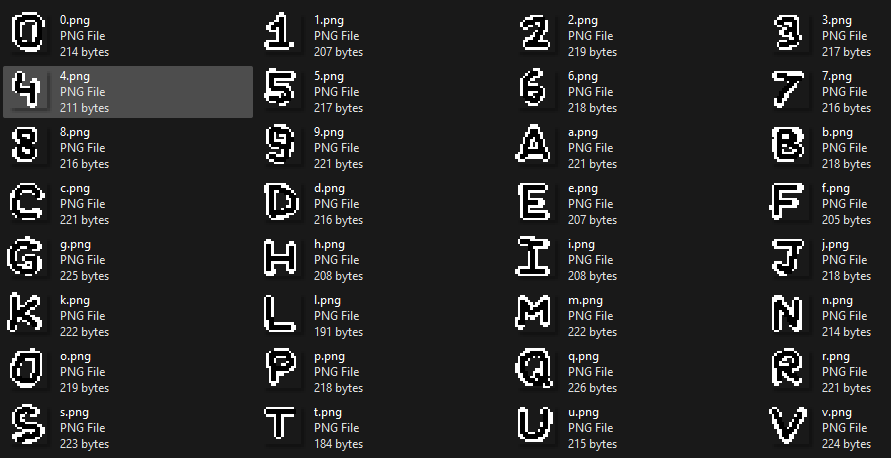 0 0.png
PNG File
214 bytes
1 1.png
PNG File
207 bytes
2 2.png
PNG File
219 bytes
3 3.png
PNG File
217 bytes
4 4.png
PNG File
211 bytes
5 5.png
PNG File
217 bytes
6 6.png
PNG File
218 bytes
7 7.png
PNG File
216 bytes
8 8.png
PNG File
216 bytes
9 9.png
PNG File
221 bytes
A a.png
PNG File
221 bytes
B b.png
PNG File
218 bytes
C c.png
PNG File
221 bytes
D d.png
PNG File
216 bytes
E e.png
PNG File
207 bytes
F f.png
PNG File
205 bytes
G g.png
PNG File
225 bytes
H h.png
PNG File
208 bytes
I i.png
PNG File
208 bytes
J j.png
PNG File
218 bytes
K k.png
PNG File
222 bytes
L l.png
PNG File
191 bytes
M m.png
PNG File
222 bytes
N n.png
PNG File
214 bytes
O o.png
PNG File
219 bytes
P p.png
PNG File
218 bytes
Q q.png
PNG File
226 bytes
R r.png
PNG File
221 bytes
S s.png
PNG File
223 bytes
T t.png
PNG File
184 bytes
U u.png
PNG File
215 bytes
V v.png
PNG File
224 bytes